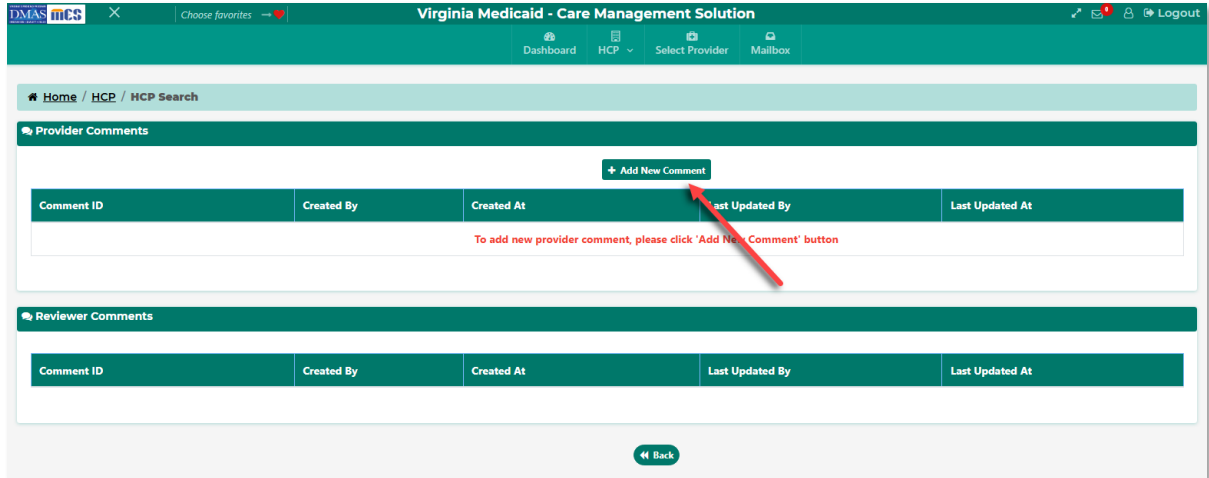 DMAS mcs
Choose favorites
Virginia Medicaid - Care Management Solution
Logout
Dashboard HCP Select Provider Mailbox
Home / HCP / HCP Search
Provider Comments
+ Add New Comment
Comment ID Created By Created At Last Updated By Last Updated At
To add new provider comment, please click 'Add New Comment' button
Reviewer Comments
Comment ID Created By Created At Last Updated By Last Updated At
Back